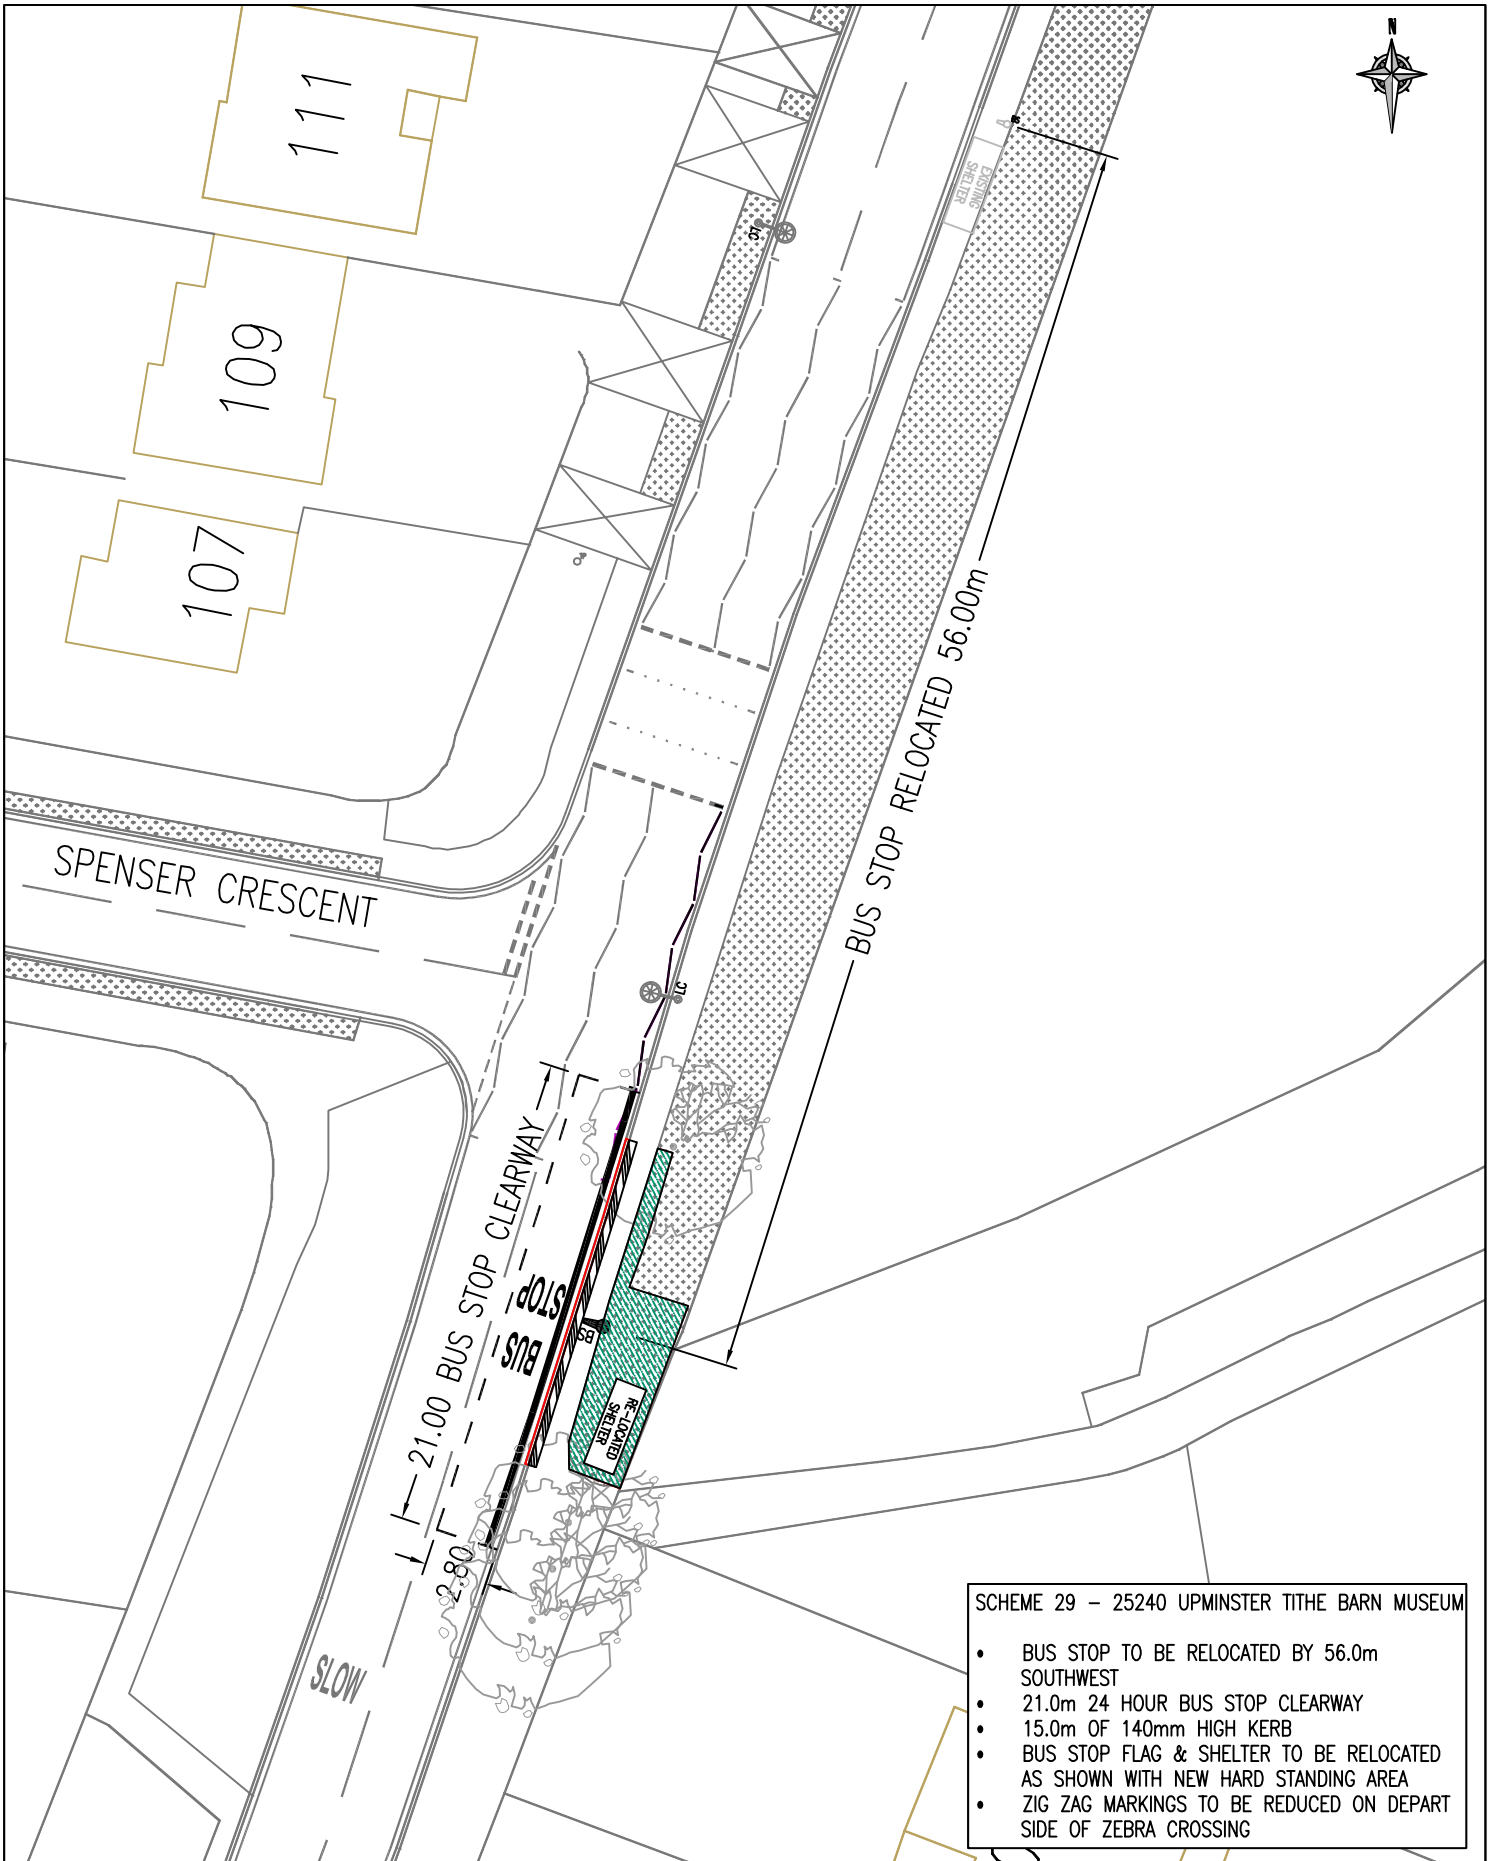 N
111
EXISTING
SHELTER
BS
LC
109
107
BUS STOP RELOCATED 56.00m
SPENSER CRESCENT
LC
21.00 BUS STOP CLEARWAY
STOP
BUS
BS
RE-LOCATED
SHELTER
2.80
SLOW
SCHEME 29 - 25240 UPMINSTER TITHE BARN MUSEUM
• BUS STOP TO BE RELOCATED BY 56.0m
SOUTHWEST
• 21.0m 24 HOUR BUS STOP CLEARWAY
• 15.0m OF 140mm HIGH KERB
• BUS STOP FLAG & SHELTER TO BE RELOCATED
AS SHOWN WITH NEW HARD STANDING AREA
• ZIG ZAG MARKINGS TO BE REDUCED ON DEPART
SIDE OF ZEBRA CROSSING